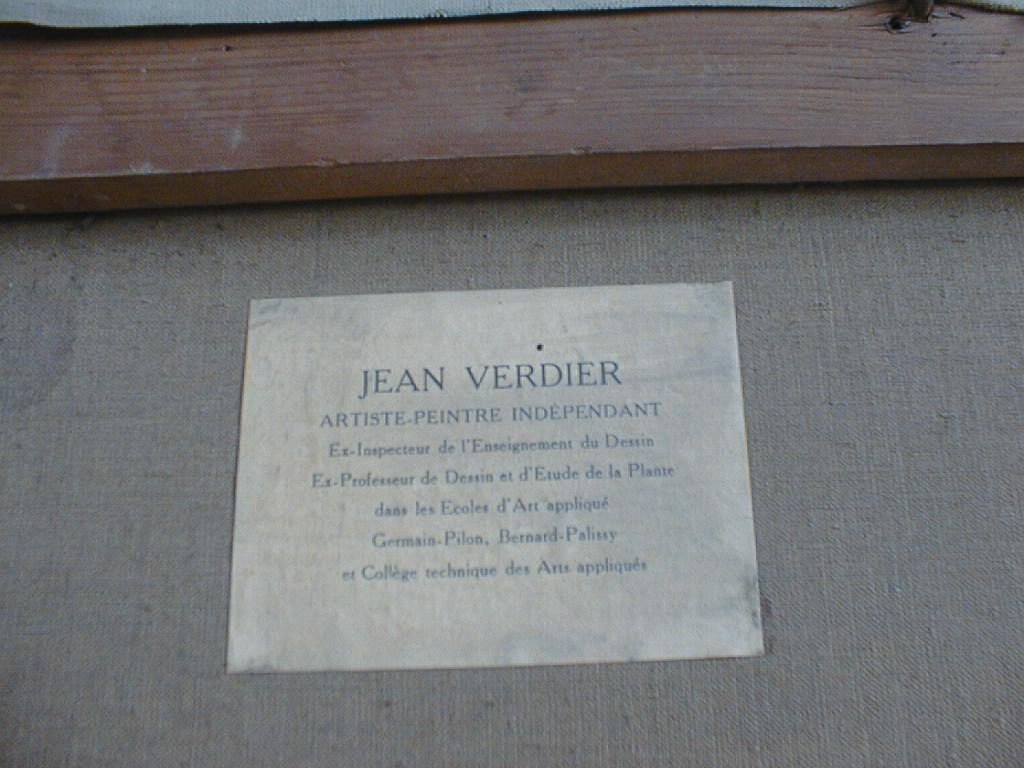 JEAN VERDIER
ARTISTE-PEINTRE INDÉPENDANT
Ex-Inspecteur de l'Enseignement du Dessin
Ex-Professeur de Dessin et d'Etude de la Plante
dans les Ecoles d'Art appliqué
Germain-Pilon, Bernard-Palissy
et Collège technique des Arts appliqués